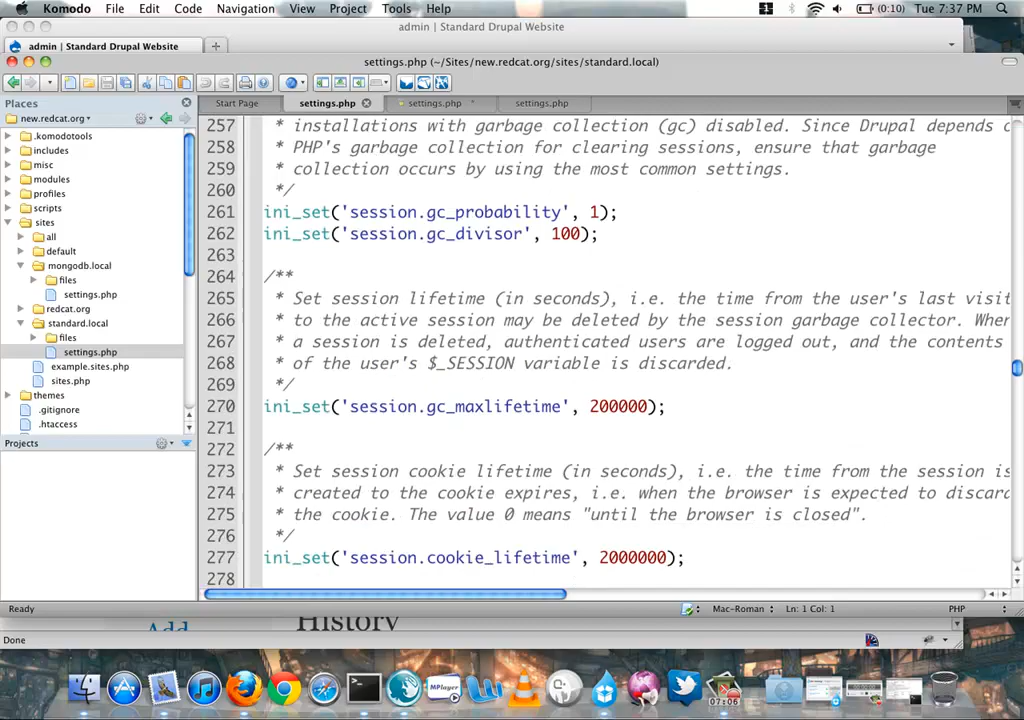 Komodo File Edit Code Navigation View Project Tools Help (0:10) Tue 7:37 PM
admin | Standard Drupal Website
admin | Standard Drupal Website
settings.php (~/Sites/new.redcat.org/sites/standard.local)
Places
Start Page settings.php settings.php settings.php
new.redcat.org
.komodotools
includes
misc
modules
profiles
scripts
sites
all
default
mongodb.local
files
settings.php
redcat.org
standard.local
files
settings.php
example.sites.php
sites.php
themes
.gitignore
.htaccess
Projects
257 * installations with garbage collection (gc) disabled. Since Drupal depends o
258 * PHP's garbage collection for clearing sessions, ensure that garbage
259 * collection occurs by using the most common settings.
260 */
261 ini_set('session.gc_probability', 1);
262 ini_set('session.gc_divisor', 100);
263
264 /**
265 * Set session lifetime (in seconds), i.e. the time from the user's last visit
266 * to the active session may be deleted by the session garbage collector. When
267 * a session is deleted, authenticated users are logged out, and the contents
268 * of the user's $_SESSION variable is discarded.
269 */
270 ini_set('session.gc_maxlifetime', 200000);
271
272 /**
273 * Set session cookie lifetime (in seconds), i.e. the time from the session is
274 * created to the cookie expires, i.e. when the browser is expected to discard
275 * the cookie. The value 0 means "until the browser is closed".
276 */
277 ini_set('session.cookie_lifetime', 2000000);
278
Ready Mac-Roman Ln: 1 Col: 1 PHP
Add History
Done
MPlayer
07:06